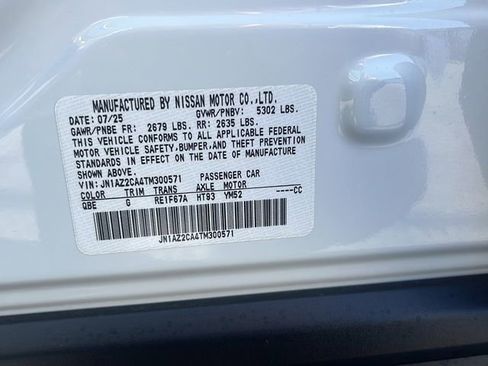 MANUFACTURED BY NISSAN MOTOR CO.,LTD.
DATE: 07/25 GVWR/PNBV: 5302 LBS.
GAWR/PNBE FR: 2679 LBS. RR: 2635 LBS.
THIS VEHICLE CONFORMS TO ALL APPLICABLE FEDERAL
MOTOR VEHICLE SAFETY,BUMPER,AND THEFT PREVENTION
STANDARDS IN EFFECT ON THE DATE OF MANUFACTURE
SHOWN ABOVE.
VIN: JN1AZ2CA4TM300571 PASSENGER CAR
COLOR TRIM TRANS AXLE MOTOR
QBE G RE1F67A HT93 YM52 ----CC
JN1AZ2CA4TM300571